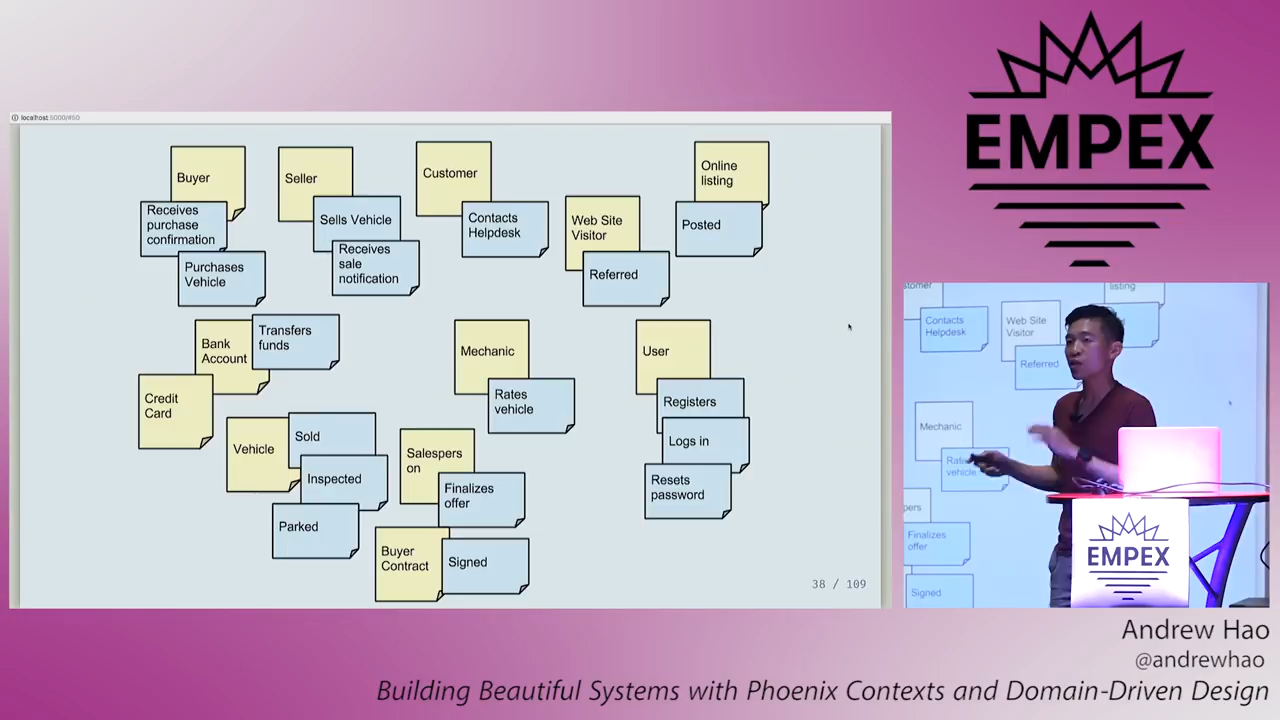 localhost:5000/#60
Buyer
Receives
purchase
confirmation
Purchases
Vehicle
Seller
Sells Vehicle
Receives
sale
notification
Customer
Contacts
Helpdesk
Web Site
Visitor
Referred
Online
listing
Posted
Bank
Account
Transfers
funds
Credit
Card
Mechanic
Rates
vehicle
User
Registers
Logs in
Resets
password
Vehicle
Sold
Inspected
Parked
Salespers
on
Finalizes
offer
Buyer
Contract
Signed
38 / 109
EMPEX
stomer
listing
Contacts
Helpdesk
Web Site
Visitor
Referred
Mechanic
Rates
vehicle
pers
Finalizes
offer
Signed
EMPEX
Andrew Hao
@andrewhao
Building Beautiful Systems with Phoenix Contexts and Domain-Driven Design